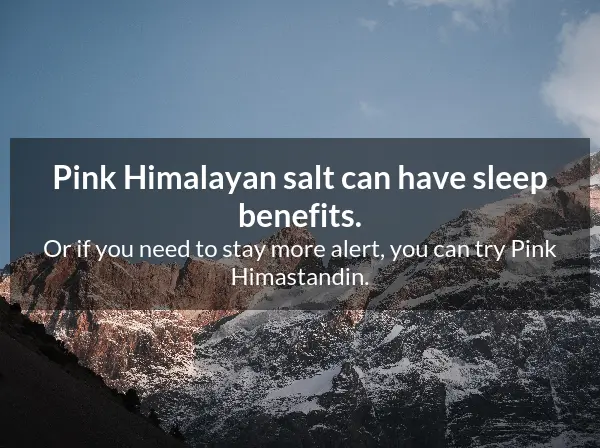 Pink Himalayan salt can have sleep
benefits.
Or if you need to stay more alert, you can try Pink
Himastandin.